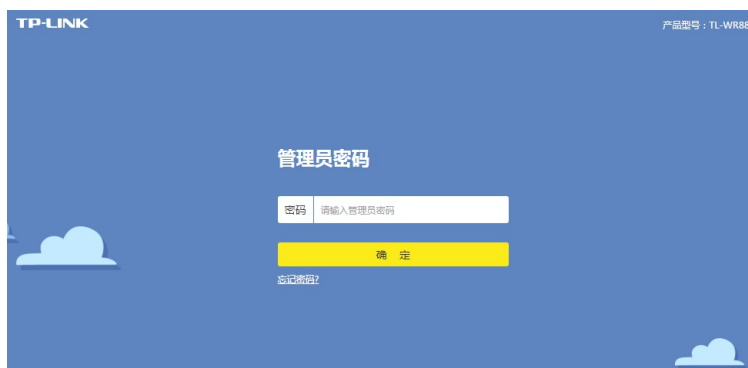 TP-LINK
产品型号：TL-WR88
管理员密码
密码 请输入管理员密码
确 定
忘记密码?